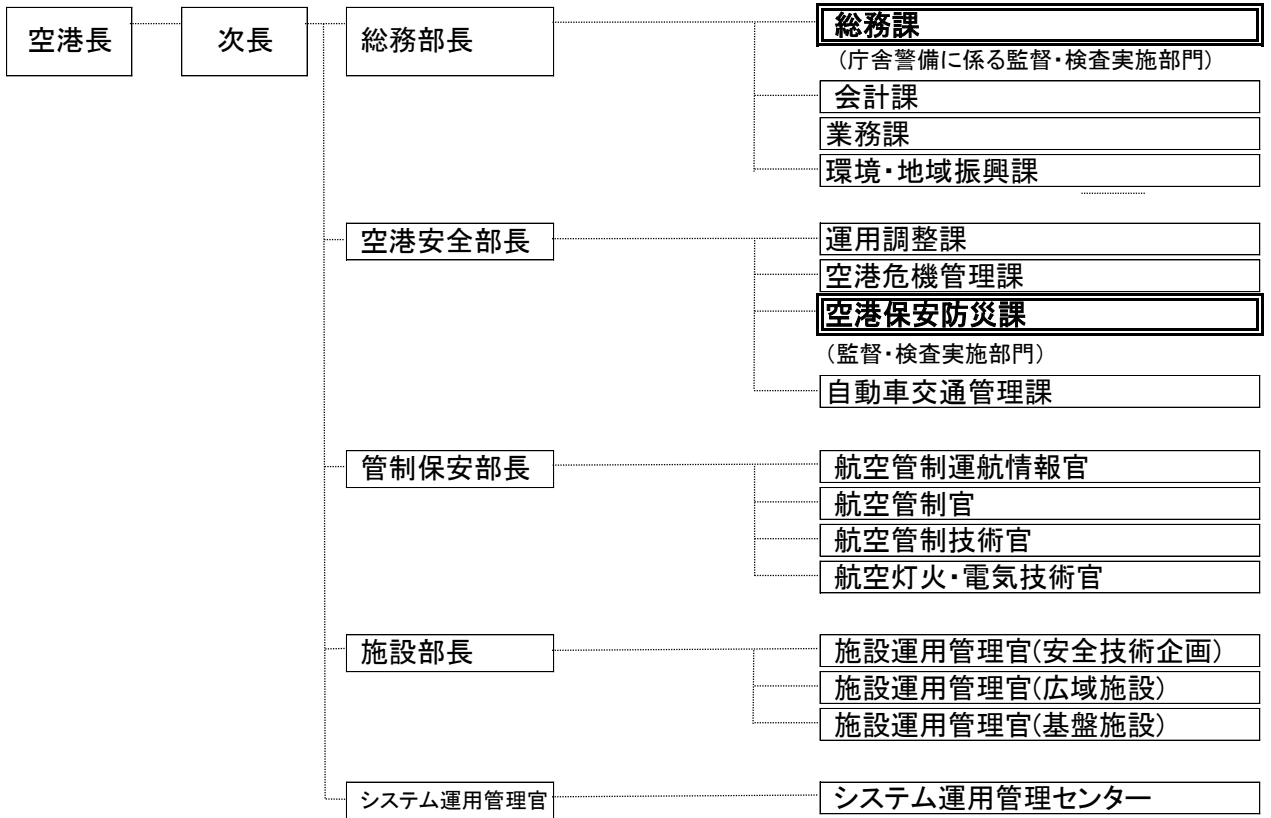 空港長
次長
総務部長
総務課
(庁舎警備に係る監督・検査実施部門)
会計課
業務課
環境・地域振興課
空港安全部長
運用調整課
空港危機管理課
空港保安防災課
(監督・検査実施部門)
自動車交通管理課
管制保安部長
航空管制運航情報官
航空管制官
航空管制技術官
航空灯火・電気技術官
施設部長
施設運用管理官(安全技術企画)
施設運用管理官(広域施設)
施設運用管理官(基盤施設)
システム運用管理官
システム運用管理センター